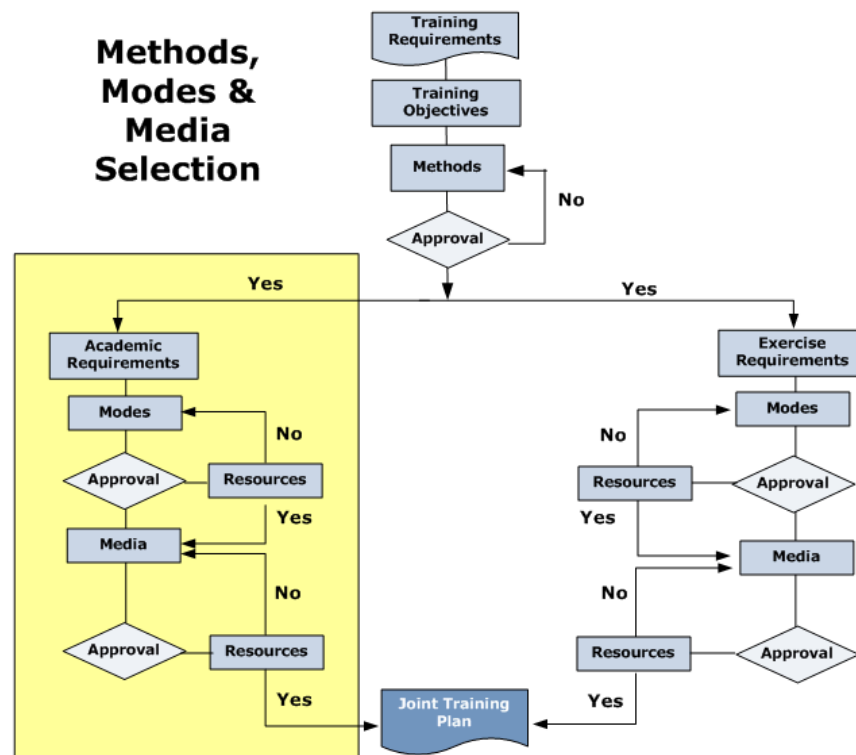 Methods,
Modes &
Media
Selection
Training
Requirements
Training
Objectives
Methods
No
Approval
Yes
Yes
Academic
Requirements
Exercise
Requirements
Modes
Modes
No
No
Approval
Resources
Resources
Approval
Yes
Yes
Media
Media
No
No
Approval
Resources
Resources
Approval
Yes
Yes
Joint Training
Plan